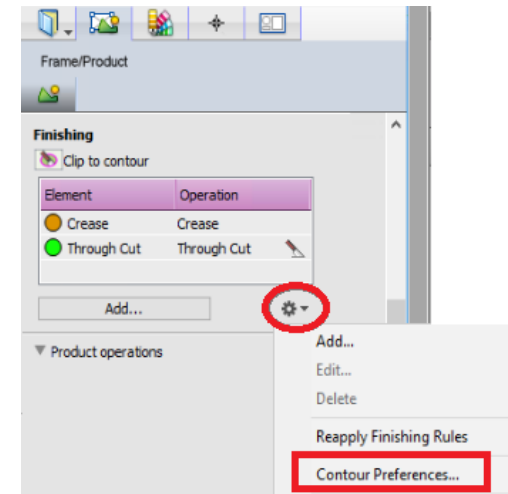 Frame/Product
Finishing
Clip to contour
Element Operation
Crease Crease
Through Cut Through Cut
Add...
Product operations
Add...
Edit...
Delete
Reapply Finishing Rules
Contour Preferences...